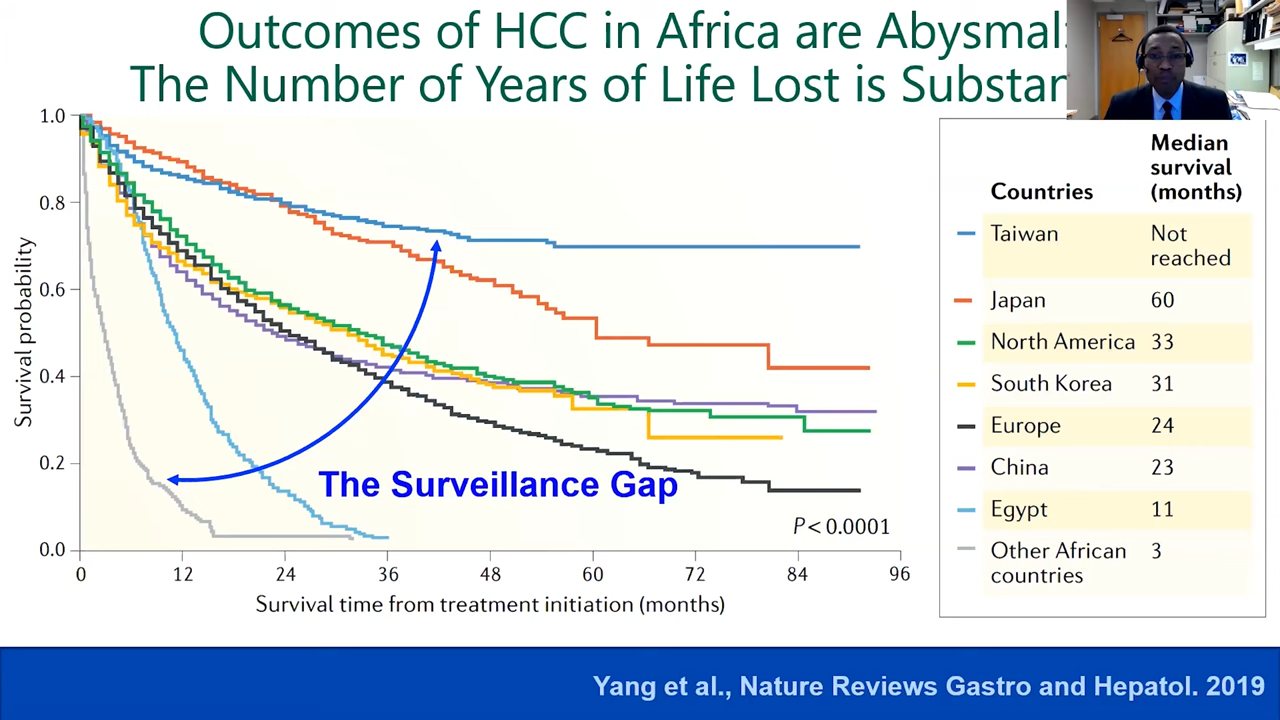 Outcomes of HCC in Africa are Abysmal:
The Number of Years of Life Lost is
Survival probability
1.0
0.8
0.6
0.4
0.2
0.0
0 12 24 36 48 60 72 84 96
Survival time from treatment initiation (months)
The Surveillance Gap
P < 0.0001
Countries
Median
survival
(months)
Taiwan Not
reached
Japan 60
North America 33
South Korea 31
Europe 24
China 23
Egypt 11
Other African 3
countries
Yang et al., Nature Reviews Gastro and Hepatol. 2019